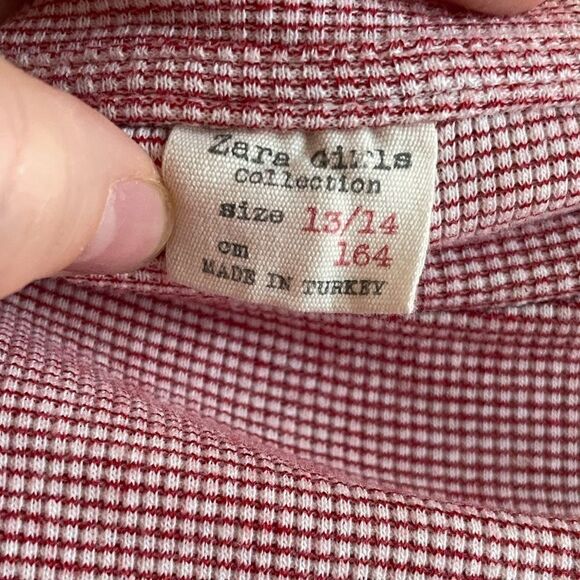 Zara Girls
Collection
size 13/14
cm 164
MADE IN TURKEY